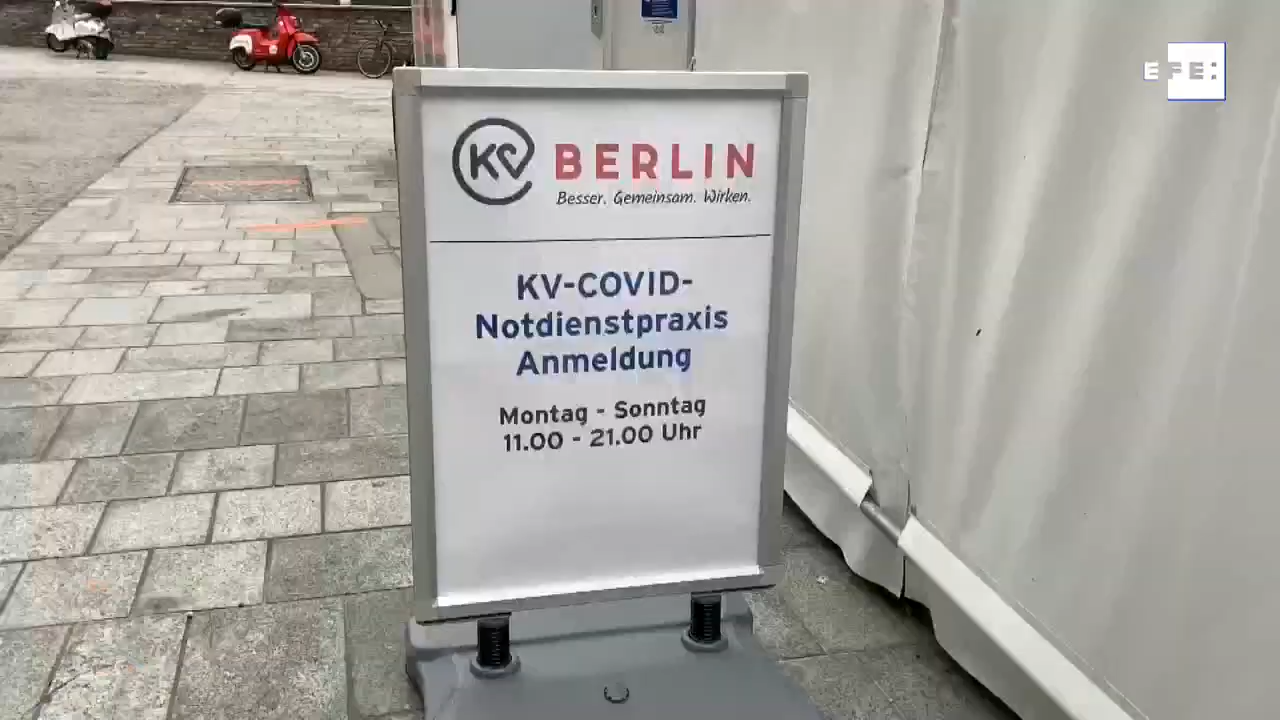 EFE:
KV BERLIN
Besser. Gemeinsam. Wirken.
KV-COVID-
Notdienstpraxis
Anmeldung
Montag - Sonntag
11.00 - 21.00 Uhr